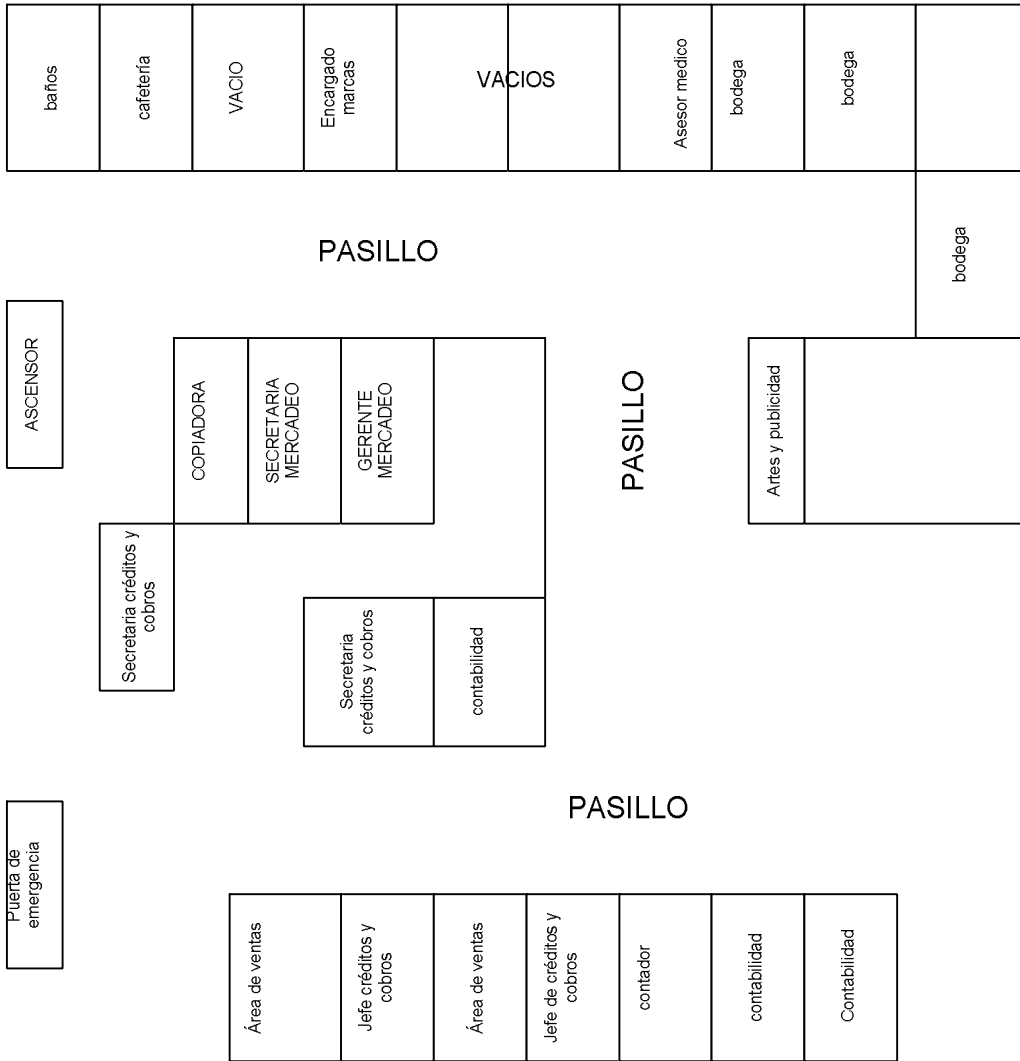 baños
cafetería
VACIO
Encargado
marcas
VACIOS
Asesor medico
bodega
bodega
PASILLO
bodega
ASCENSOR
COPIADORA
SECRETARIA
MERCADEO
GERENTE
MERCADEO
PASILLO
Artes y publicidad
Secretaria créditos y
cobros
Secretaria
créditos y cobros
contabilidad
PASILLO
Puerta de
emergencia
Área de ventas
Jefe créditos y
cobros
Área de ventas
Jefe de créditos y
cobros
contador
contabilidad
Contabilidad